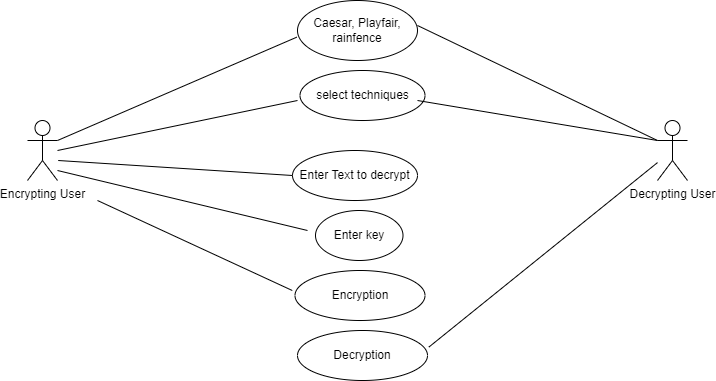 Caesar, Playfair,
rainfence
select techniques
Encrypting User
Decrypting User
Enter Text to decrypt
Enter key
Encryption
Decryption